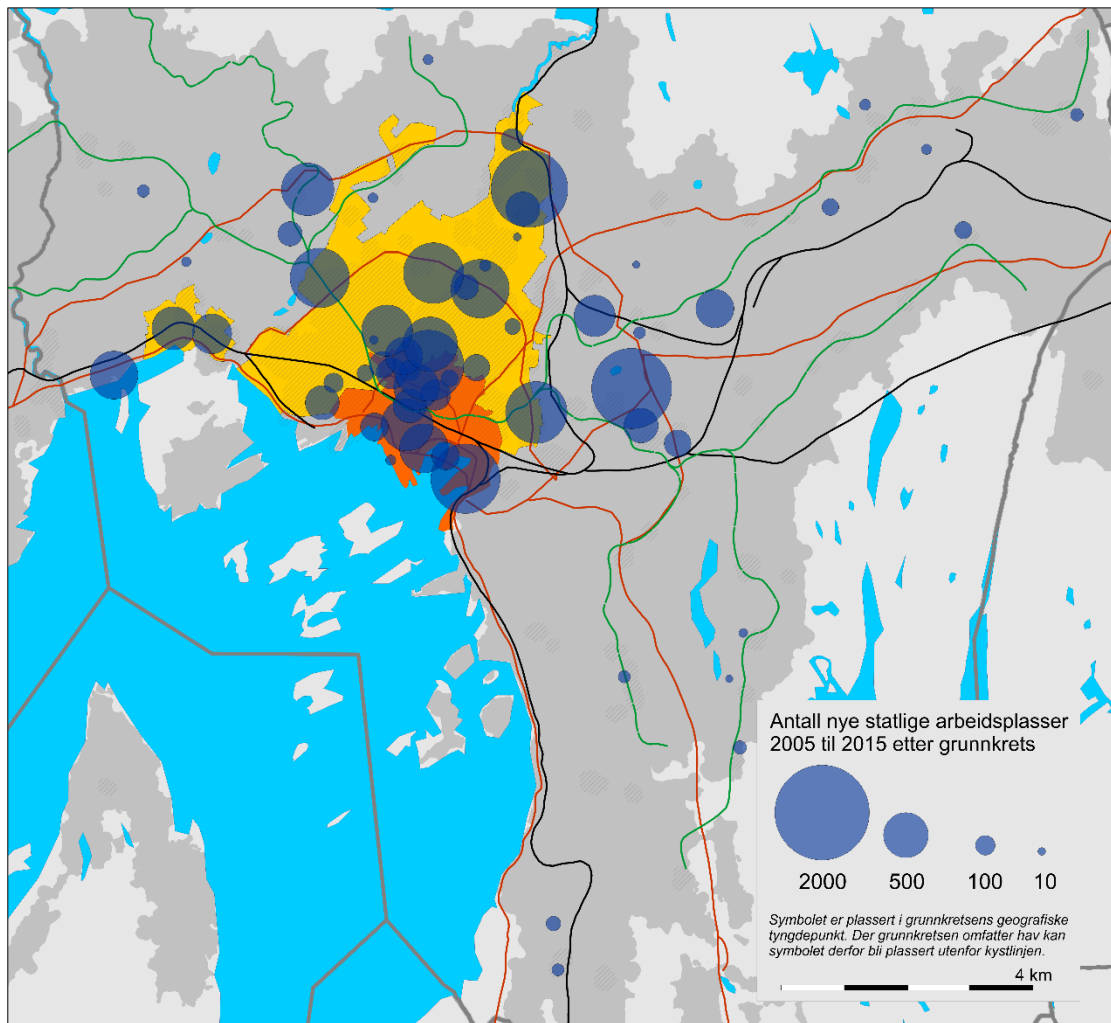 Antall nye statlige arbeidsplasser
2005 til 2015 etter grunnkrets
2000 500 100 10
Symbolet er plassert i grunnkretsens geografiske
tyngdepunkt. Der grunnkretsen omfatter hav kan
symbolet derfor bli plassert utenfor kystlinjen.
4 km